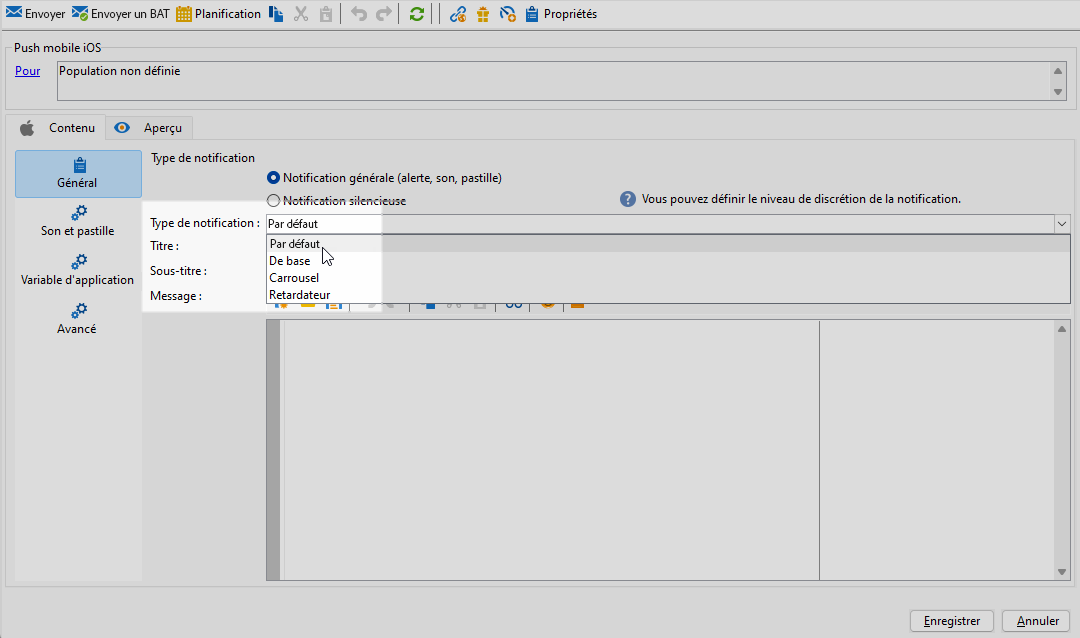 Envoyer Envoyer un BAT Planification Propriétés
Push mobile iOS
Pour Population non définie
Contenu Aperçu
Général
Son et pastille
Variable d'application
Avancé
Type de notification
Notification générale (alerte, son, pastille)
Notification silencieuse
? Vous pouvez définir le niveau de discrétion de la notification.
Type de notification : Par défaut
Titre :
Sous-titre :
Message :
Par défaut
De base
Carrousel
Retardateur
Enregistrer Annuler